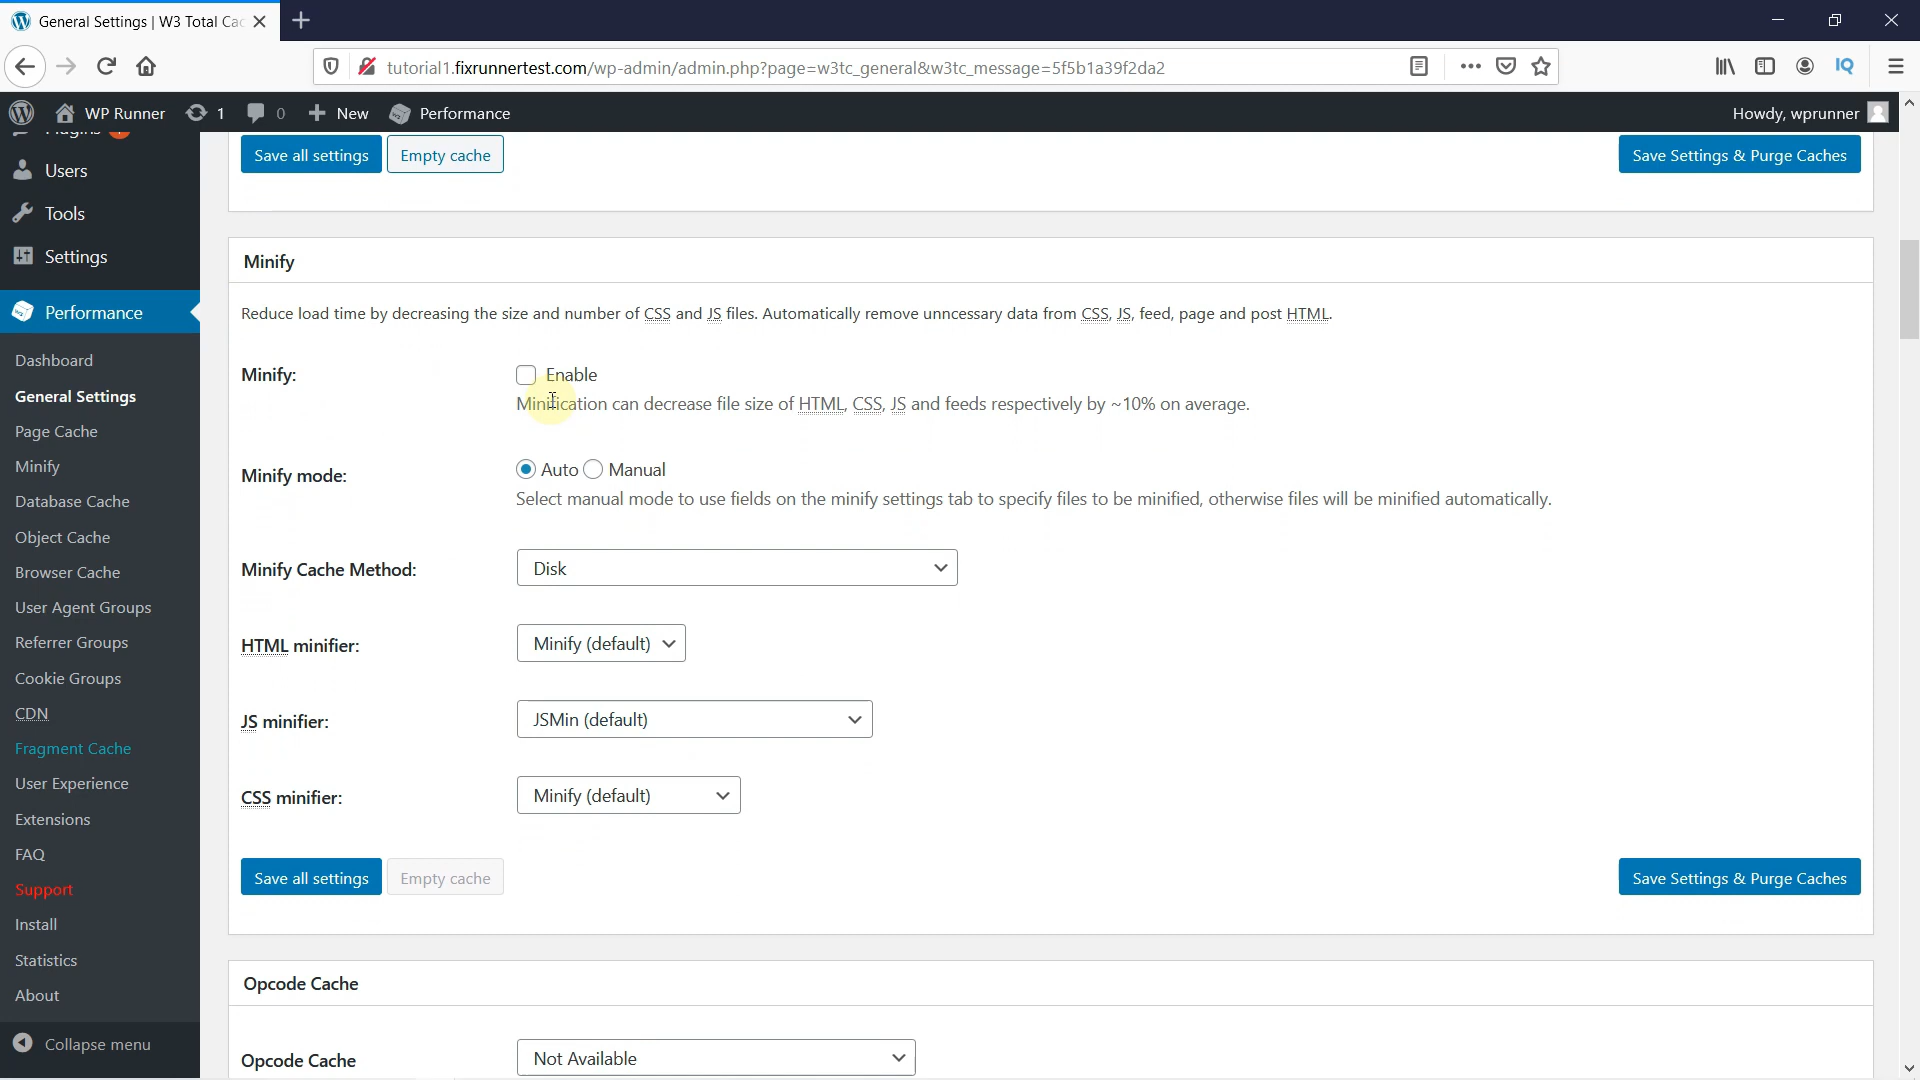 General Settings | W3 Total Cac
tutorial1.fixrunnertest.com/wp-admin/admin.php?page=w3tc_general&w3tc_message=5f5b1a39f2da2
IQ
WP Runner 1 0 New Performance
Howdy, wprunner
Plugins
Users
Tools
Settings
Performance
Dashboard
General Settings
Page Cache
Minify
Database Cache
Object Cache
Browser Cache
User Agent Groups
Referrer Groups
Cookie Groups
CDN
Fragment Cache
User Experience
Extensions
FAQ
Support
Install
Statistics
About
Collapse menu
Save all settings Empty cache Save Settings & Purge Caches
Minify
Reduce load time by decreasing the size and number of CSS and JS files. Automatically remove unncessary data from CSS, JS, feed, page and post HTML.
Minify: Enable
Minification can decrease file size of HTML, CSS, JS and feeds respectively by ~10% on average.
Minify mode: Auto Manual
Select manual mode to use fields on the minify settings tab to specify files to be minified, otherwise files will be minified automatically.
Minify Cache Method: Disk
HTML minifier: Minify (default)
JS minifier: JSMin (default)
CSS minifier: Minify (default)
Save all settings Empty cache Save Settings & Purge Caches
Opcode Cache
Opcode Cache Not Available